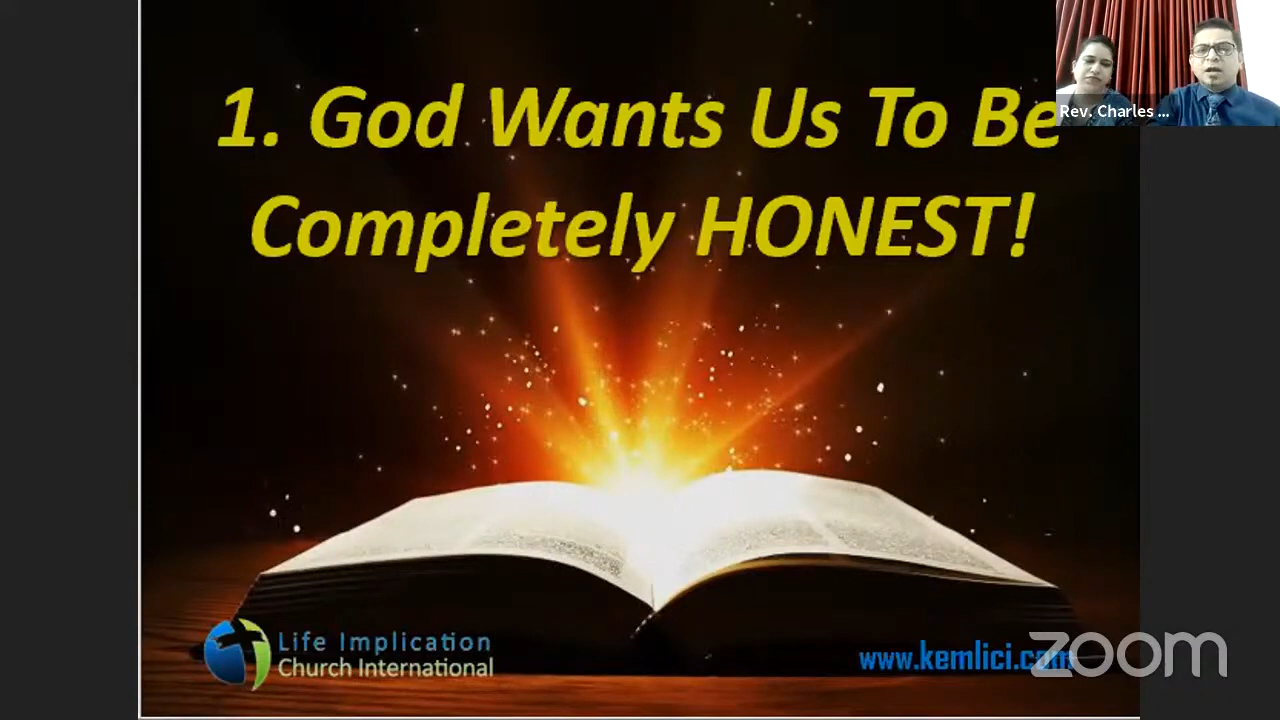 1. God Wants Us To Be
Completely HONEST!
Rev. Charles ...
Life Implication
Church International
www.kemlici.com
zoom